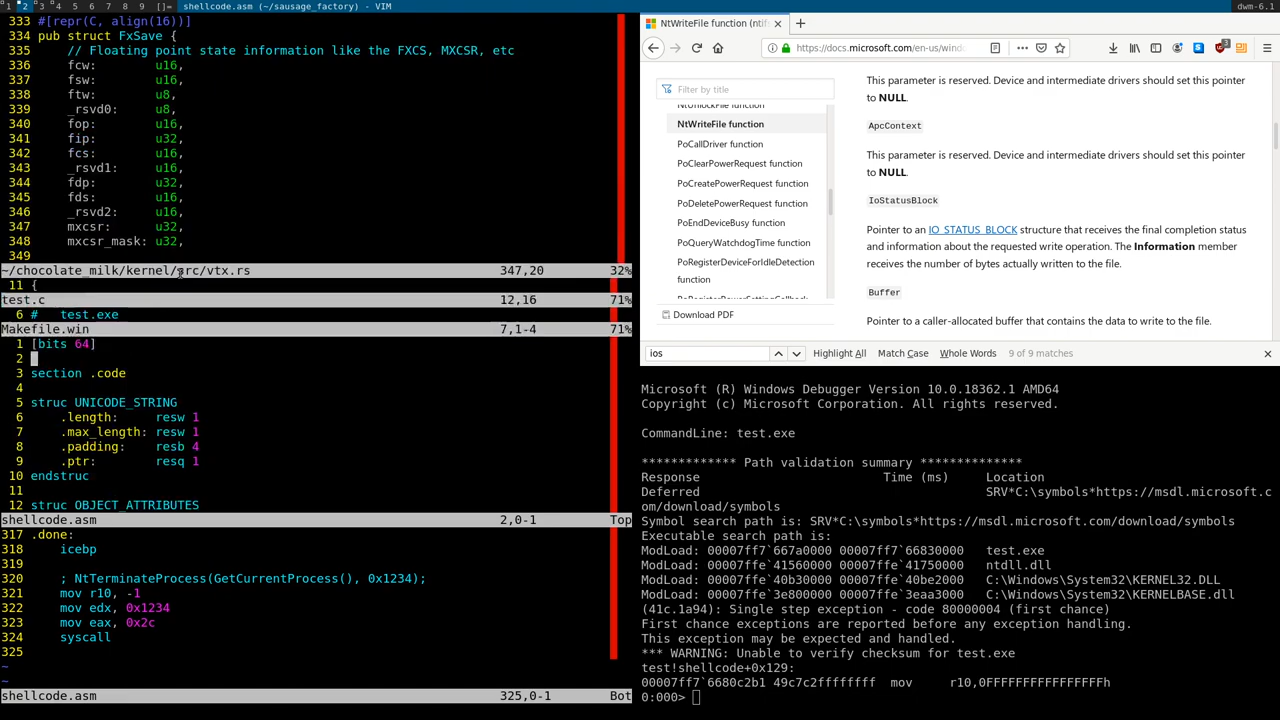 1 2 3 4 5 6 7 8 9 []= shellcode.asm (~/sausage_factory) - VIM
dwm-6.1
333 #[repr(C, align(16))]
334 pub struct FxSave {
335     // Floating point state information like the FXCS, MXCSR, etc
336     fcw:        u16,
337     fsw:        u16,
338     ftw:        u8,
339     _rsvd0:     u8,
340     fop:        u16,
341     fip:        u32,
342     fcs:        u16,
343     _rsvd1:     u16,
344     fdp:        u32,
345     fds:        u16,
346     _rsvd2:     u16,
347     mxcsr:      u32,
348     mxcsr_mask: u32,
349
~/chocolate_milk/kernel/src/vtx.rs 347,20 32%
11 {
test.c 12,16 71%
6 #   test.exe
Makefile.win 7,1-4 71%
1 [bits 64]
2
3 section .code
4
5 struc UNICODE_STRING
6     .length:     resw 1
7     .max_length: resw 1
8     .padding:    resb 4
9     .ptr:        resq 1
10 endstruc
11
12 struc OBJECT_ATTRIBUTES
shellcode.asm 2,0-1 Top
317 .done:
318     icebp
319
320     ; NtTerminateProcess(GetCurrentProcess(), 0x1234);
321     mov r10, -1
322     mov edx, 0x1234
323     mov eax, 0x2c
324     syscall
325
~
~
shellcode.asm 325,0-1 Bot
NtWriteFile function (ntifs
https://docs.microsoft.com/en-us/wind
3
Filter by title
NtUnlockFile function
NtWriteFile function
PoCallDriver function
PoClearPowerRequest function
PoCreatePowerRequest function
PoDeletePowerRequest function
PoEndDeviceBusy function
PoQueryWatchdogTime function
PoRegisterDeviceForIdleDetection
function
PoRegisterPowerSettingCallback
Download PDF
This parameter is reserved. Device and intermediate drivers should set this pointer
to NULL.
ApcContext
This parameter is reserved. Device and intermediate drivers should set this pointer
to NULL.
IoStatusBlock
Pointer to an IO_STATUS_BLOCK structure that receives the final completion status
and information about the requested write operation. The Information member
receives the number of bytes actually written to the file.
Buffer
Pointer to a caller-allocated buffer that contains the data to write to the file.
ios Highlight All Match Case Whole Words 9 of 9 matches
Microsoft (R) Windows Debugger Version 10.0.18362.1 AMD64
Copyright (c) Microsoft Corporation. All rights reserved.
CommandLine: test.exe
************* Path validation summary **************
Response                         Time (ms)     Location
Deferred                                       SRV*C:\symbols*https://msdl.microsoft.c
om/download/symbols
Symbol search path is: SRV*C:\symbols*https://msdl.microsoft.com/download/symbols
Executable search path is:
ModLoad: 00007ff7`667a0000 00007ff7`66830000   test.exe
ModLoad: 00007ffe`41560000 00007ffe`41750000   ntdll.dll
ModLoad: 00007ffe`40b30000 00007ffe`40be2000   C:\Windows\System32\KERNEL32.DLL
ModLoad: 00007ffe`3e800000 00007ffe`3eaa3000   C:\Windows\System32\KERNELBASE.dll
(41c.1a94): Single step exception - code 80000004 (first chance)
First chance exceptions are reported before any exception handling.
This exception may be expected and handled.
*** WARNING: Unable to verify checksum for test.exe
test!shellcode+0x129:
00007ff7`6680c2b1 49c7c2ffffffff  mov     r10,0FFFFFFFFFFFFFFFFh
0:000>